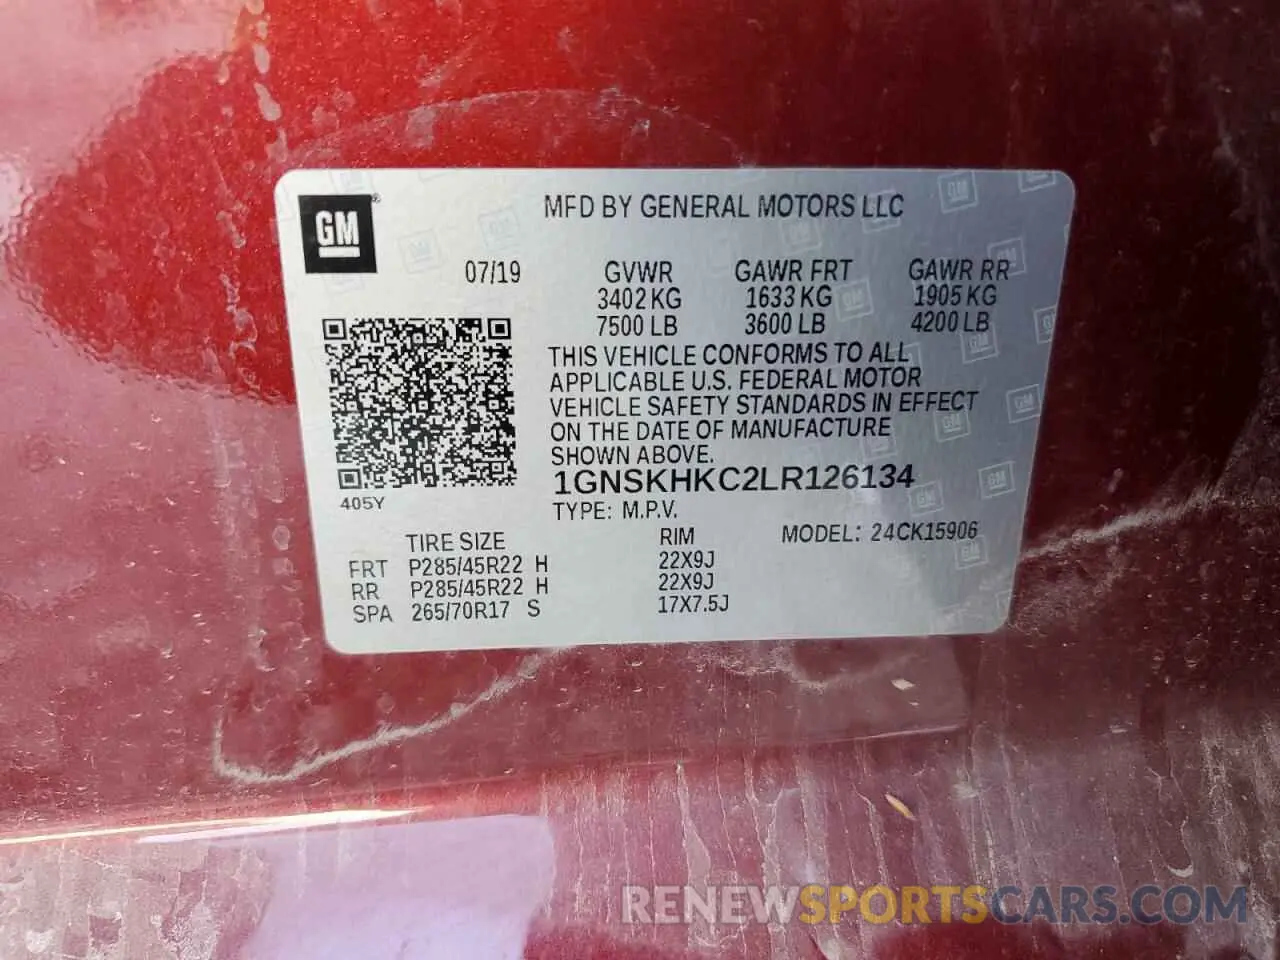 GM®
MFD BY GENERAL MOTORS LLC
07/19 GVWR GAWR FRT GAWR RR
3402 KG 1633 KG 1905 KG
7500 LB 3600 LB 4200 LB
THIS VEHICLE CONFORMS TO ALL
APPLICABLE U.S. FEDERAL MOTOR
VEHICLE SAFETY STANDARDS IN EFFECT
ON THE DATE OF MANUFACTURE
SHOWN ABOVE.
1GNSKHKC2LR126134
405Y
TYPE: M.P.V.
TIRE SIZE RIM MODEL: 24CK15906
FRT P285/45R22 H 22X9J
RR P285/45R22 H 22X9J
SPA 265/70R17 S 17X7.5J
RENEWSPORTSCARS.COM